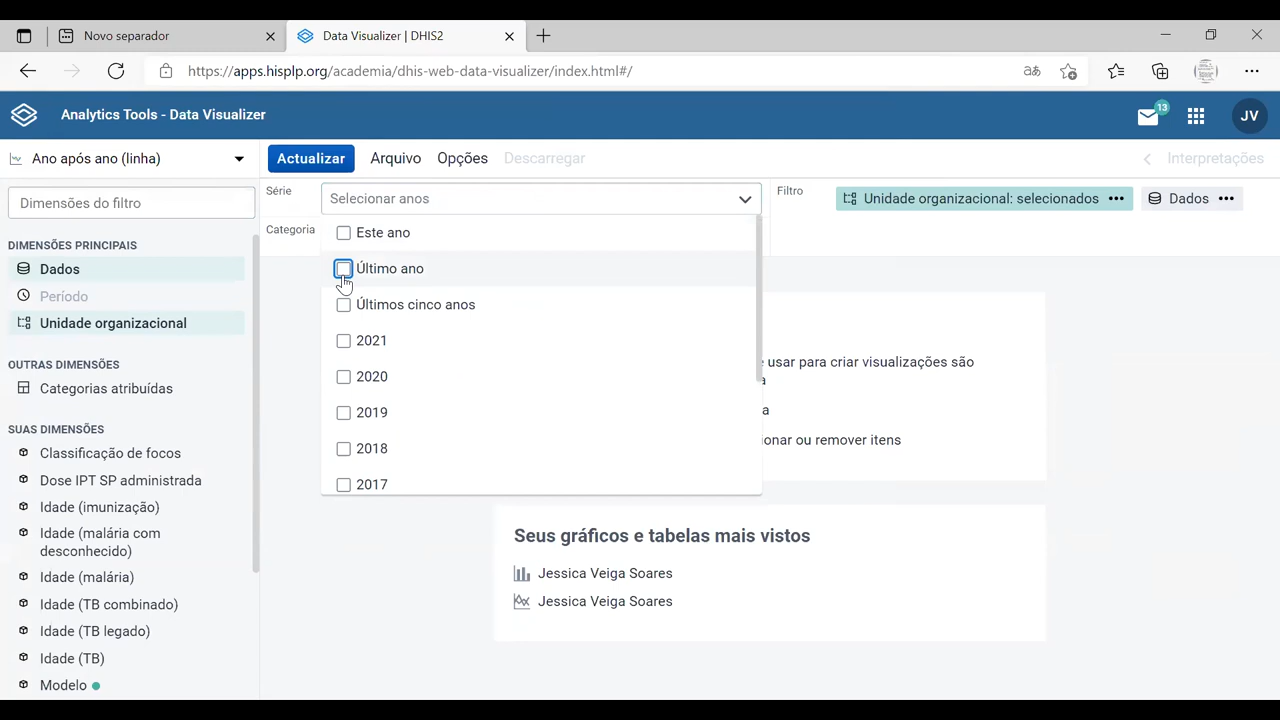 Novo separador
Data Visualizer | DHIS2
https://apps.hisplp.org/academia/dhis-web-data-visualizer/index.html#/
aあ
Analytics Tools - Data Visualizer
13
JV
Ano após ano (linha)
Actualizar
Arquivo
Opções
Descarregar
Interpretações
Dimensões do filtro
DIMENSÕES PRINCIPAIS
Dados
Período
Unidade organizacional
OUTRAS DIMENSÕES
Categorias atribuídas
SUAS DIMENSÕES
Classificação de focos
Dose IPT SP administrada
Idade (imunização)
Idade (malária com
desconhecido)
Idade (malária)
Idade (TB combinado)
Idade (TB legado)
Idade (TB)
Modelo
Série
Selecionar anos
Categoria
Este ano
Último ano
Últimos cinco anos
2021
2020
2019
2018
2017
Filtro
Unidade organizacional: selecionados
Dados
usar para criar visualizações são
a
a
ionar ou remover itens
Seus gráficos e tabelas mais vistos
Jessica Veiga Soares
Jessica Veiga Soares